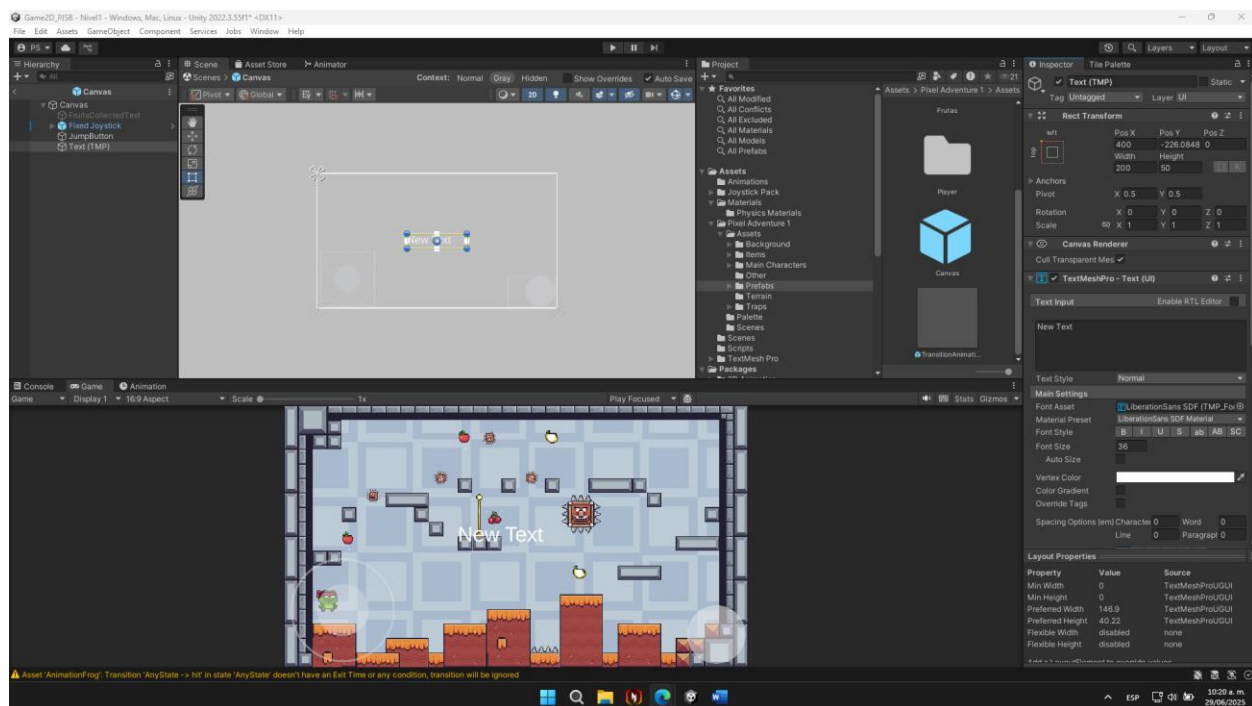 Game2D_PJSB - Nivel1 - Windows, Mac, Linux - Unity 2022.3.55f1* <DX11>
File Edit Assets GameObject Component Services Jobs Window Help
PS
Layers Layout
Hierarchy
All
Canvas
Canvas
FruitsCollectedText
Fixed Joystick
JumpButton
Text (TMP)
Scene Asset Store Animator
Scenes > Canvas Context: Normal Gray Hidden Show Overrides Auto Save
Pivot Global 2D
New Text
Project
21
Favorites
All Modified
All Conflicts
All Excluded
All Materials
All Models
All Prefabs
Assets
Animations
Joystick Pack
Materials
Physics Materials
Pixel Adventure 1
Assets
Background
Items
Main Characters
Other
Prefabs
Terrain
Traps
Palette
Scenes
Scenes
Scripts
TextMesh Pro
Packages
Assets > Pixel Adventure 1 > Assets
Frutas
Player
Canvas
TransitionAnimati...
Inspector Tile Palette
Text (TMP) Static
Tag Untagged Layer UI
Rect Transform
left Pos X Pos Y Pos Z
top 400 -226.0848 0
Width Height
200 50
R
Anchors
Pivot X 0.5 Y 0.5
Rotation X 0 Y 0 Z 0
Scale X 1 Y 1 Z 1
Canvas Renderer
Cull Transparent Mes
TextMeshPro - Text (UI)
Text Input Enable RTL Editor
New Text
Text Style Normal
Main Settings
Font Asset LiberationSans SDF (TMP_Fo
Material Preset LiberationSans SDF Material
Font Style B I U S ab AB SC
Font Size 36
Auto Size
Vertex Color
Color Gradient
Override Tags
Spacing Options (em) Character 0 Word 0
Line 0 Paragraph 0
Layout Properties
Property Value Source
Min Width 0 TextMeshProUGUI
Min Height 0 TextMeshProUGUI
Preferred Width 146.9 TextMeshProUGUI
Preferred Height 40.22 TextMeshProUGUI
Flexible Width disabled none
Flexible Height disabled none
Console Game Animation
Game Display 1 16:9 Aspect Scale 1x Play Focused Stats Gizmos
New Text
Asset 'AnimationFrog': Transition 'AnyState -> hit' in state 'AnyState' doesn't have an Exit Time or any condition, transition will be ignored
ESP
10:20 a. m.
29/06/2025